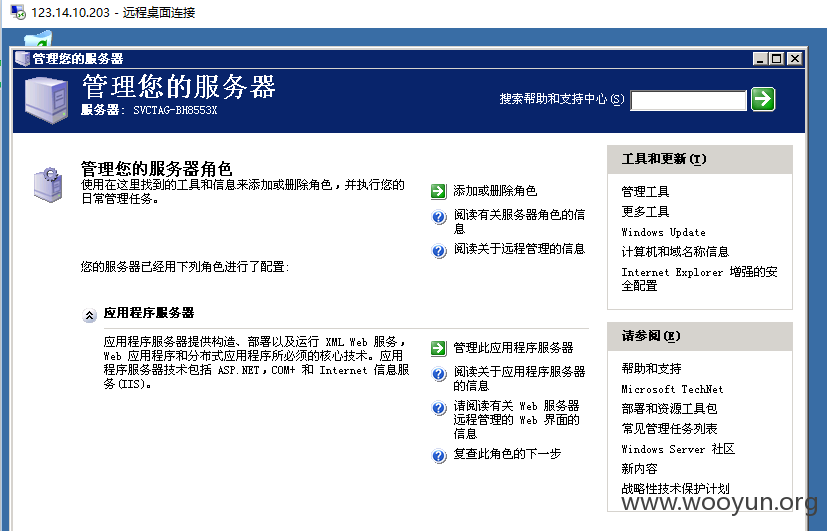 123.14.10.203 - 远程桌面连接
管理您的服务器
管理您的服务器
服务器: SVCTAG-BH8553X
搜索帮助和支持中心(S)
管理您的服务器角色
使用在这里找到的工具和信息来添加或删除角色，并执行您的
日常管理任务。
添加或删除角色
阅读有关服务器角色的信
息
阅读关于远程管理的信息
您的服务器已经用下列角色进行了配置:
应用程序服务器
应用程序服务器提供构造、部署以及运行 XML Web 服务，
Web 应用程序和分布式应用程序所必须的核心技术。应用
程序服务器技术包括 ASP.NET，COM+ 和 Internet 信息服
务(IIS)。
管理此应用程序服务器
阅读关于应用程序服务器
的信息
请阅读有关 Web 服务器
远程管理的 Web 界面的
信息
复查此角色的下一步
工具和更新(T)
管理工具
更多工具
Windows Update
计算机和域名称信息
Internet Explorer 增强的安
全配置
请参阅(E)
帮助和支持
Microsoft TechNet
部署和资源工具包
常见管理任务列表
Windows Server 社区
新内容
战略性技术保护计划
www.wooyun.org